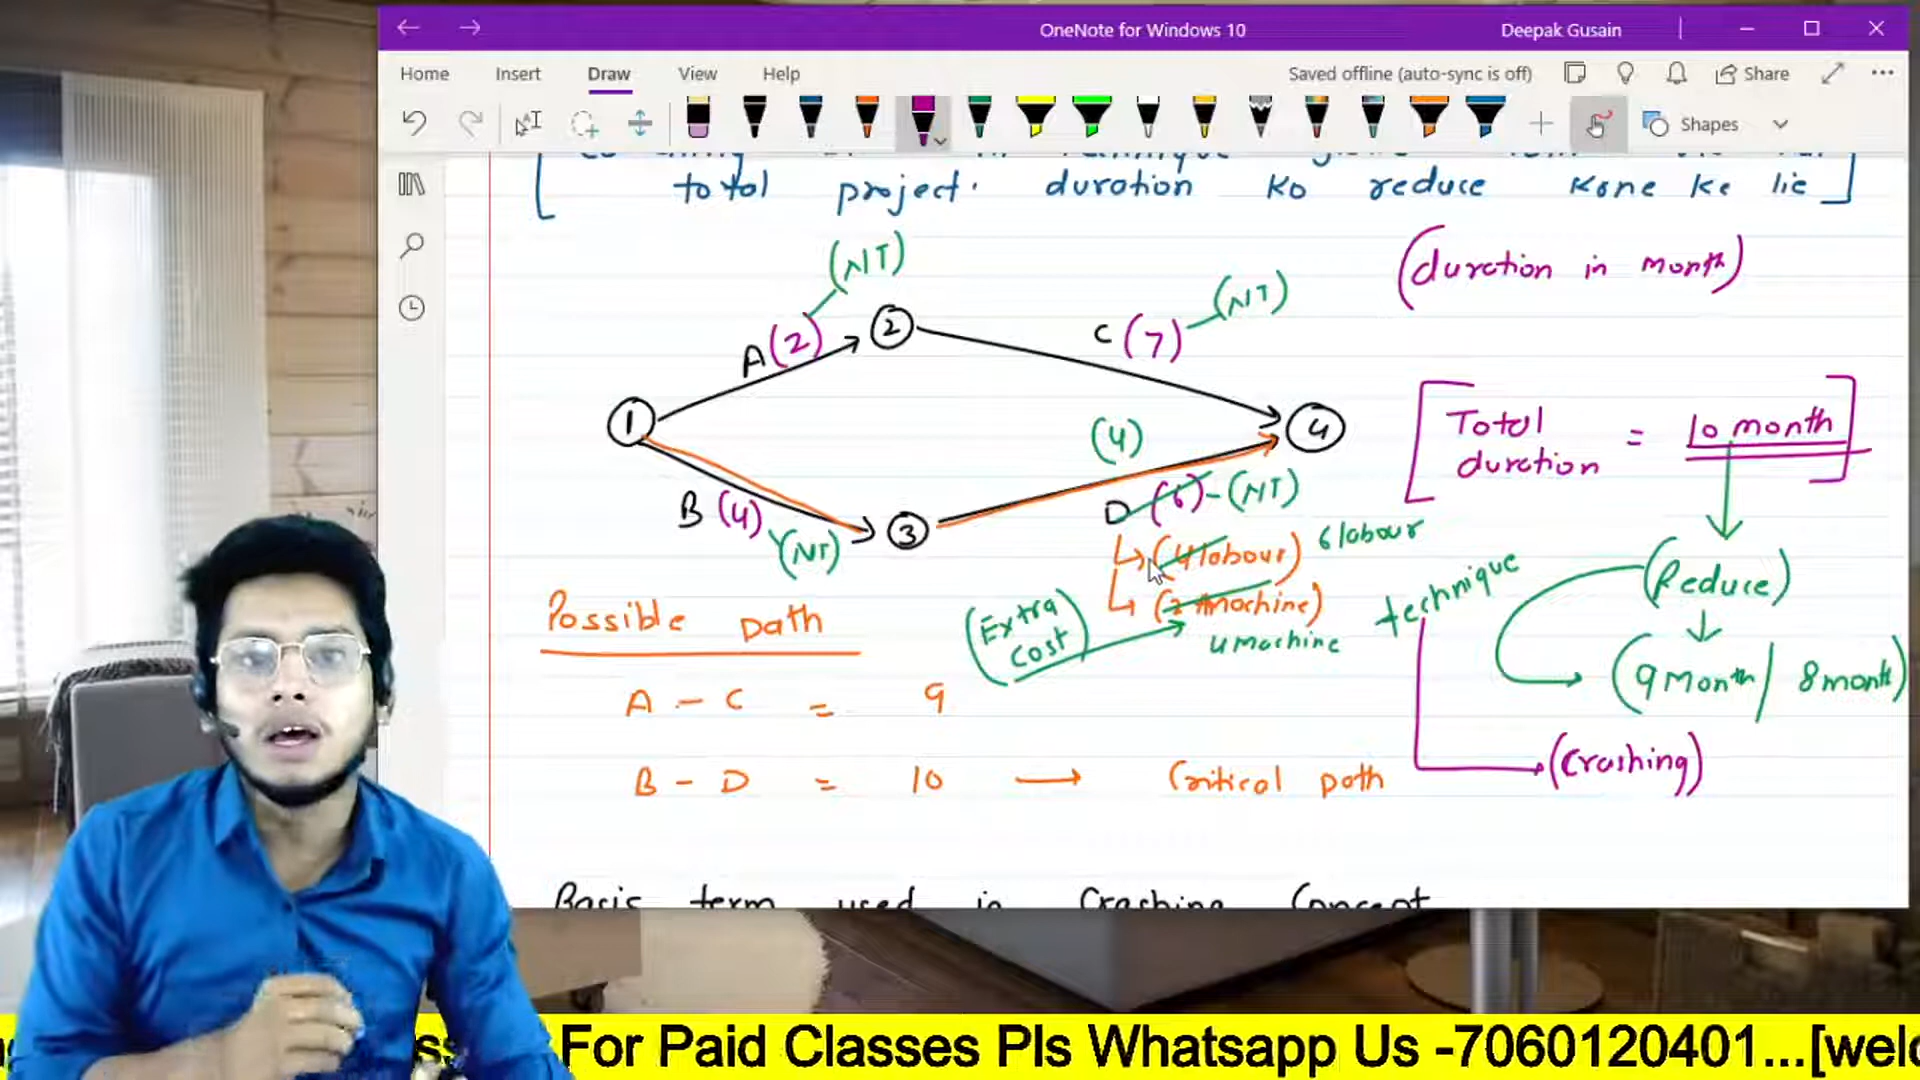 OneNote for Windows 10
Deepak Gusain
Home Insert Draw View Help
Saved offline (auto-sync is off)
Share
Shapes
technique
total project. duration ko reduce kone ke lie
(NT)
(duration in month)
A (2)
2
C (7)
(NT)
1
(4)
4
Total duration = 10 month
B (4)
(NT)
3
D (6) - (NT)
(4 labour) 6 labour
(2 machine)
4 machine
(Extra cost)
technique
(Reduce)
(9 Month / 8 month)
(Crashing)
Possible path
A - C = 9
B - D = 10 → Critical path
Basic term used in Crashing Concept
For Paid Classes Pls Whatsapp Us -7060120401...[welc